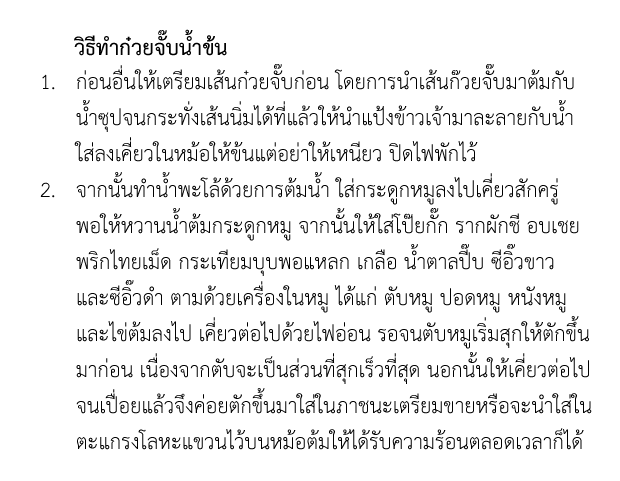 วิธีทำก๋วยจั๊บน้ำข้น
1. ก่อนอื่นให้เตรียมเส้นก๋วยจั๊บก่อน โดยการนำเส้นก๊วยจั๊บมาต้มกับ
น้ำซุปจนกระทั่งเส้นนิ่มได้ที่แล้วให้นำแป้งข้าวเจ้ามาละลายกับน้ำ
ใส่ลงเคี่ยวในหม้อให้ข้นแต่อย่าให้เหนียว ปิดไฟพักไว้
2. จากนั้นทำน้ำพะโล้ด้วยการต้มน้ำ ใส่กระดูกหมูลงไปเคี่ยวสักครู่
พอให้หวานน้ำต้มกระดูกหมู จากนั้นให้ใส่โป๊ยกั๊ก รากผักชี อบเชย
พริกไทยเม็ด กระเทียมบุบพอแหลก เกลือ น้ำตาลปี๊บ ซีอิ๊วขาว
และซีอิ๊วดำ ตามด้วยเครื่องในหมู ได้แก่ ตับหมู ปอดหมู หนังหมู
และไข่ต้มลงไป เคี่ยวต่อไปด้วยไฟอ่อน รอจนตับหมูเริ่มสุกให้ตักขึ้น
มาก่อน เนื่องจากตับจะเป็นส่วนที่สุกเร็วที่สุด นอกนั้นให้เคี่ยวต่อไป
จนเปื่อยแล้วจึงค่อยตักขึ้นมาใส่ในภาชนะเตรียมขายหรือจะนำใส่ใน
ตะแกรงโลหะแขวนไว้บนหม้อต้มให้ได้รับความร้อนตลอดเวลาก็ได้